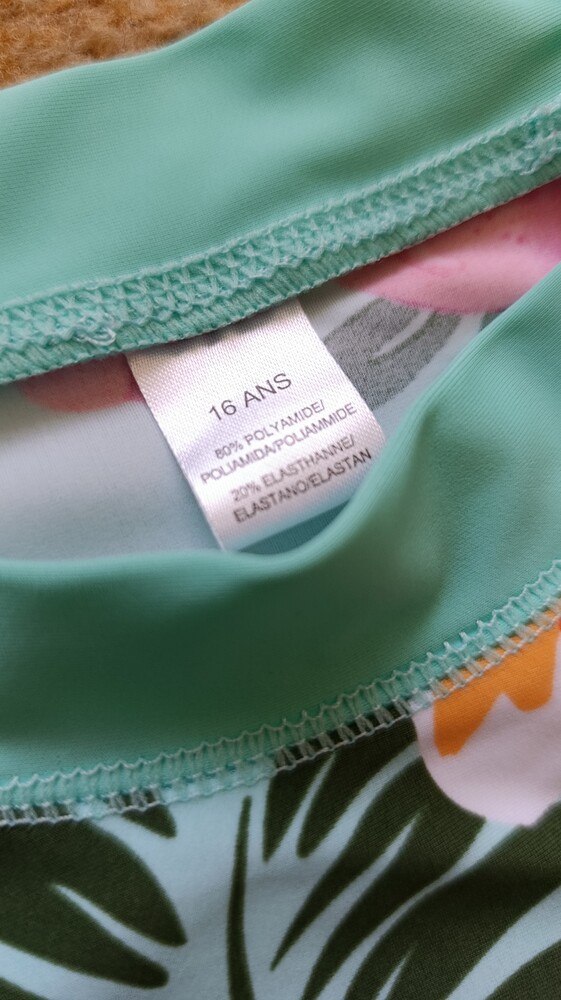 16 ANS
80% POLYAMIDE/
POLIAMIDA/POLIAMMIDE
20% ELASTHANNE/
ELASTANO/ELASTAN